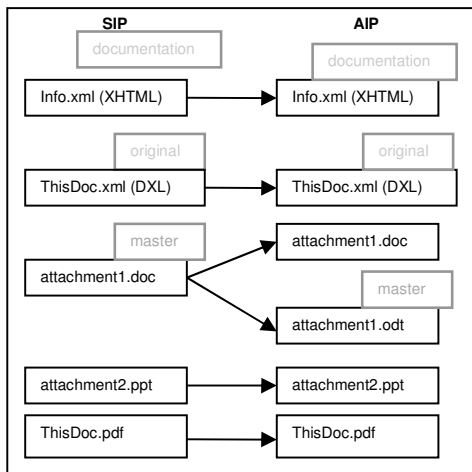 SIP AIP
documentation documentation
Info.xml (XHTML) Info.xml (XHTML)
original original
ThisDoc.xml (DXL) ThisDoc.xml (DXL)
attachment1.doc
master
attachment1.doc
master
attachment1.odt
attachment2.ppt attachment2.ppt
ThisDoc.pdf ThisDoc.pdf